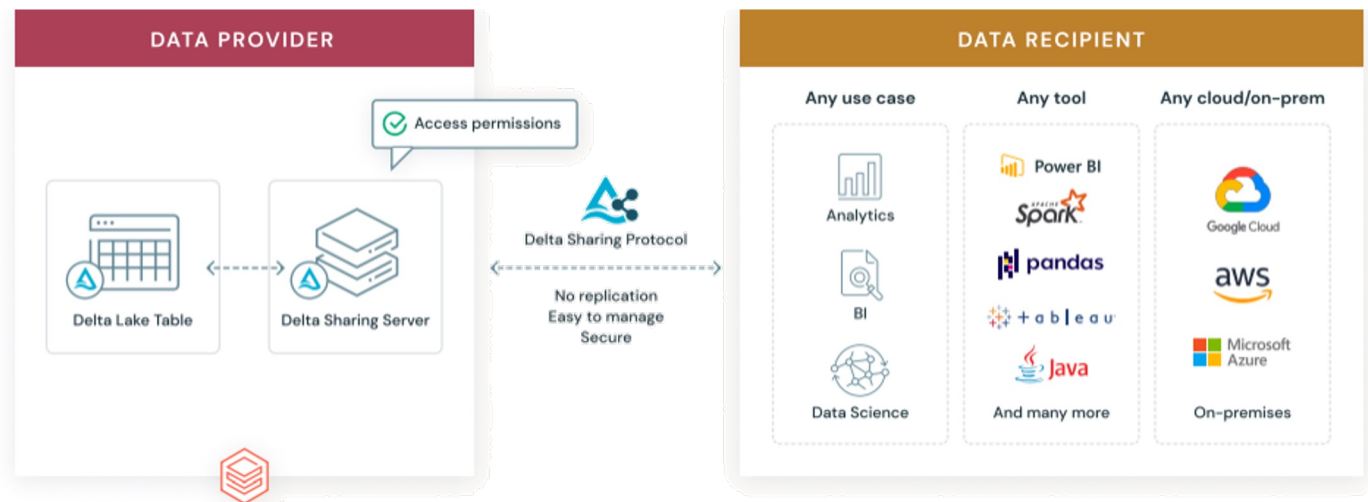 DATA PROVIDER
Access permissions
Delta Lake Table
Delta Sharing Server
Delta Sharing Protocol
No replication
Easy to manage
Secure
DATA RECIPIENT
Any use case
Analytics
BI
Data Science
Any tool
Power BI
APACHE
Spark
pandas
+ableau
Java
And many more
Any cloud/on-prem
Google Cloud
aws
Microsoft
Azure
On-premises